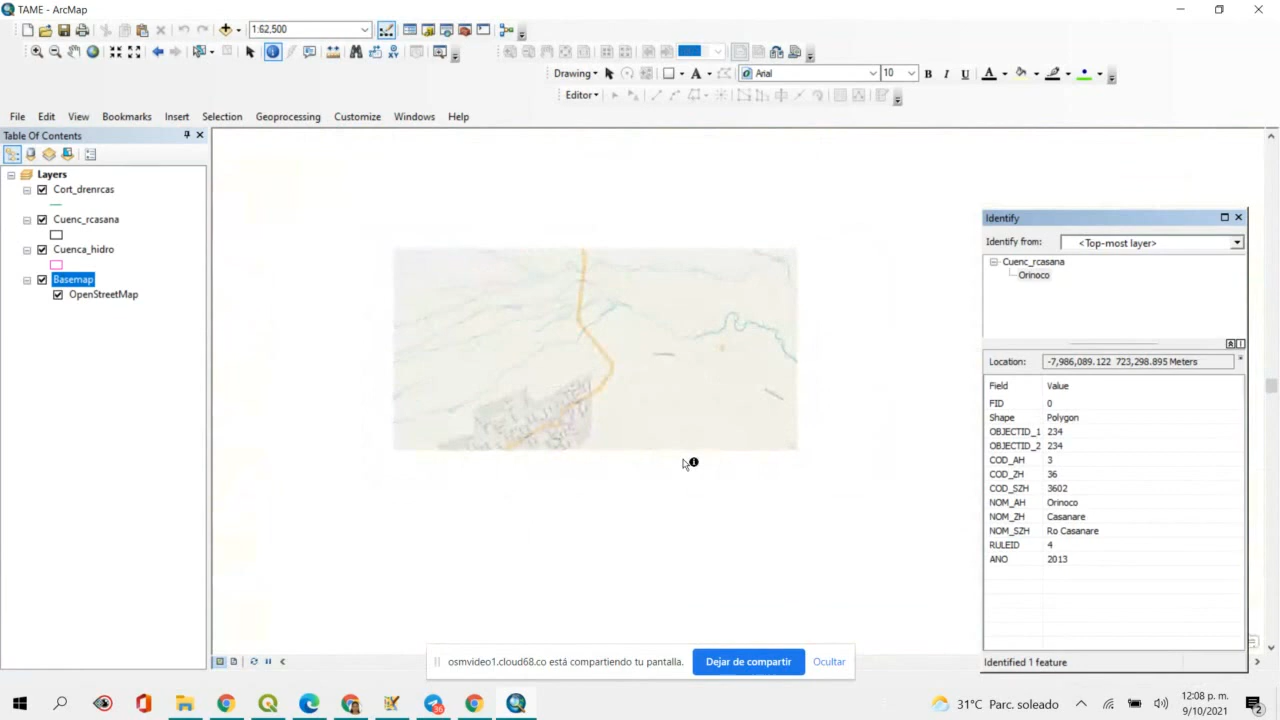 TAME - ArcMap
1:62,500
Drawing
Arial
10
B I U A
Editor
File Edit View Bookmarks Insert Selection Geoprocessing Customize Windows Help
Table Of Contents
Layers
Cort_drenrcas
Cuenc_rcasana
Cuenca_hidro
Basemap
OpenStreetMap
Identify
Identify from: <Top-most layer>
Cuenc_rcasana
Orinoco
Location: -7,986,089.122 723,298.895 Meters
Field Value
FID 0
Shape Polygon
OBJECTID_1 234
OBJECTID_2 234
COD_AH 3
COD_ZH 36
COD_SZH 3602
NOM_AH Orinoco
NOM_ZH Casanare
NOM_SZH Ro Casanare
RULEID 4
ANO 2013
Identified 1 feature
osmvideo1.cloud68.co está compartiendo tu pantalla. Dejar de compartir Ocultar
36
31°C Parc. soleado
12:08 p. m.
9/10/2021
2